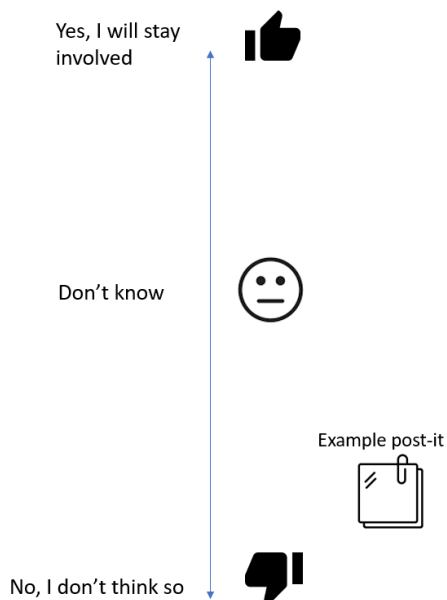 Yes, I will stay
involved
Don’t know
Example post-it
No, I don’t think so